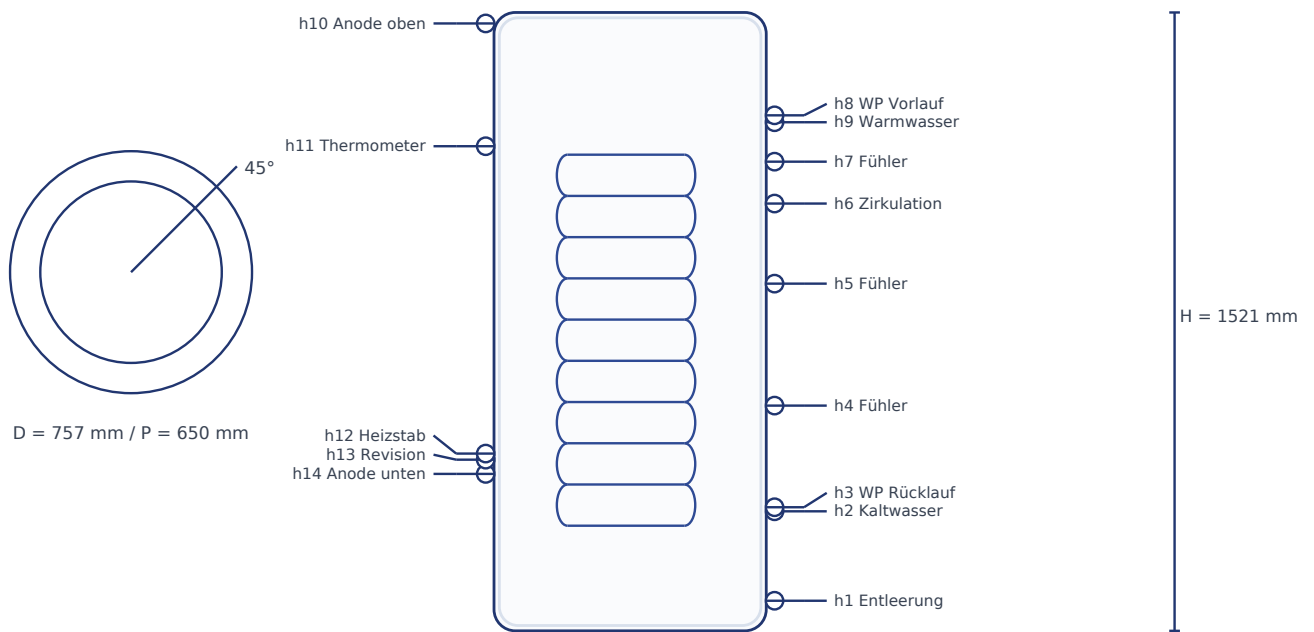 h10 Anode oben
h8 WP Vorlauf
h9 Warmwasser
h11 Thermometer
45°
h7 Fühler
h6 Zirkulation
h5 Fühler
H = 1521 mm
h4 Fühler
D = 757 mm / P = 650 mm
h12 Heizstab
h13 Revision
h14 Anode unten
h3 WP Rücklauf
h2 Kaltwasser
h1 Entleerung